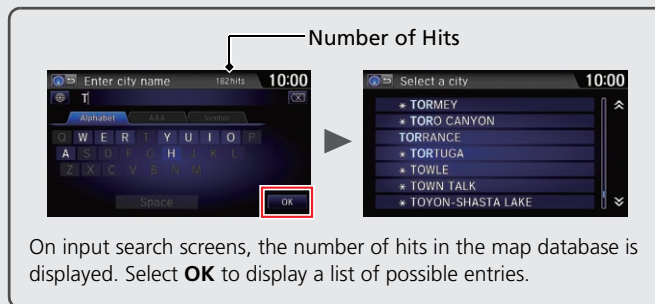 Number of Hits
Enter city name 182hits 10:00
T
Alphabet AAA Symbol
Q W E R T Y U I O P
A S D F G H J K L
Z X C V B N M
Space OK
Select a city 10:00
* TORMEY
* TORO CANYON
TORRANCE
* TORTUGA
* TOWLE
* TOWN TALK
* TOYON-SHASTA LAKE
On input search screens, the number of hits in the map database is
displayed. Select OK to display a list of possible entries.